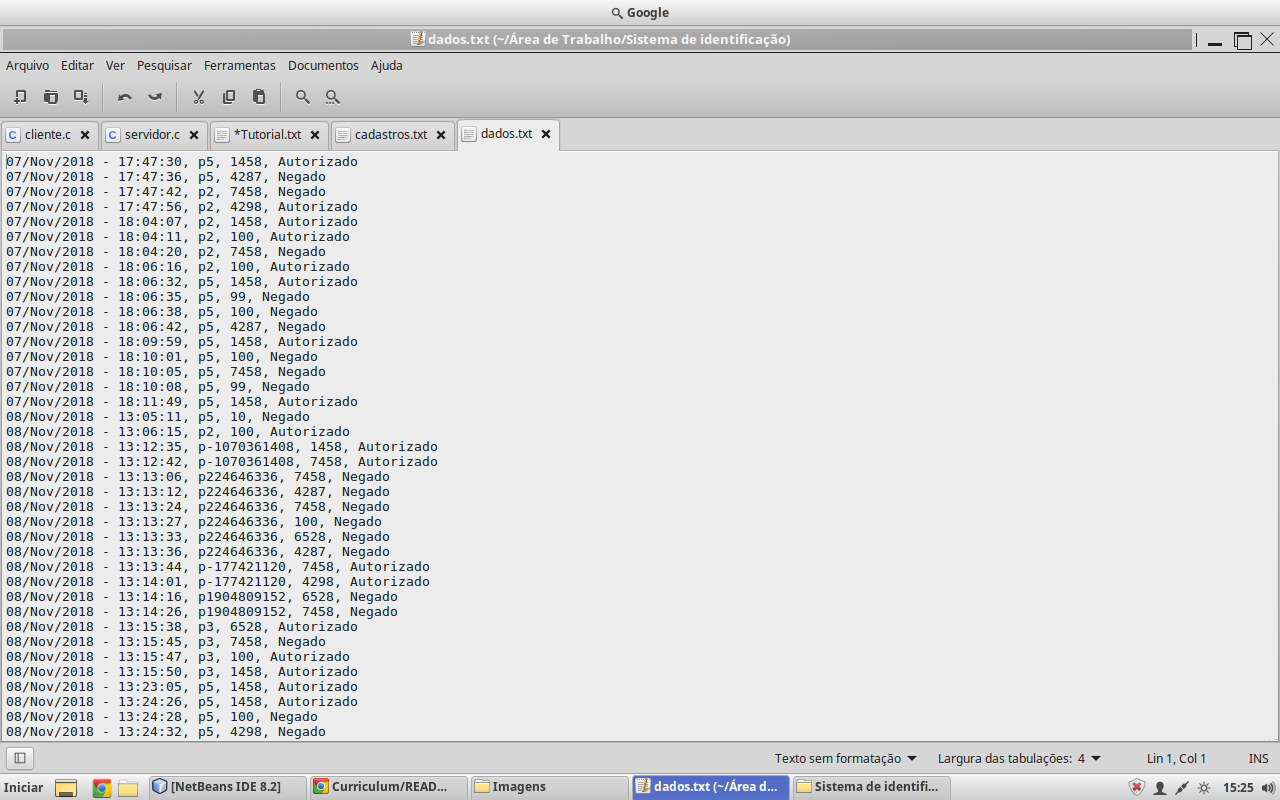 Google
dados.txt (~/Área de Trabalho/Sistema de identificação)
Arquivo Editar Ver Pesquisar Ferramentas Documentos Ajuda
cliente.c servidor.c *Tutorial.txt cadastros.txt dados.txt
07/Nov/2018 - 17:47:30, p5, 1458, Autorizado
07/Nov/2018 - 17:47:36, p5, 4287, Negado
07/Nov/2018 - 17:47:42, p2, 7458, Negado
07/Nov/2018 - 17:47:56, p2, 4298, Autorizado
07/Nov/2018 - 18:04:07, p2, 1458, Autorizado
07/Nov/2018 - 18:04:11, p2, 100, Autorizado
07/Nov/2018 - 18:04:20, p2, 7458, Negado
07/Nov/2018 - 18:06:16, p2, 100, Autorizado
07/Nov/2018 - 18:06:32, p5, 1458, Autorizado
07/Nov/2018 - 18:06:35, p5, 99, Negado
07/Nov/2018 - 18:06:38, p5, 100, Negado
07/Nov/2018 - 18:06:42, p5, 4287, Negado
07/Nov/2018 - 18:09:59, p5, 1458, Autorizado
07/Nov/2018 - 18:10:01, p5, 100, Negado
07/Nov/2018 - 18:10:05, p5, 7458, Negado
07/Nov/2018 - 18:10:08, p5, 99, Negado
07/Nov/2018 - 18:11:49, p5, 1458, Autorizado
08/Nov/2018 - 13:05:11, p5, 10, Negado
08/Nov/2018 - 13:06:15, p2, 100, Autorizado
08/Nov/2018 - 13:12:35, p-1070361408, 1458, Autorizado
08/Nov/2018 - 13:12:42, p-1070361408, 7458, Autorizado
08/Nov/2018 - 13:13:06, p224646336, 7458, Negado
08/Nov/2018 - 13:13:12, p224646336, 4287, Negado
08/Nov/2018 - 13:13:24, p224646336, 7458, Negado
08/Nov/2018 - 13:13:27, p224646336, 100, Negado
08/Nov/2018 - 13:13:33, p224646336, 6528, Negado
08/Nov/2018 - 13:13:36, p224646336, 4287, Negado
08/Nov/2018 - 13:13:44, p-177421120, 7458, Autorizado
08/Nov/2018 - 13:14:01, p-177421120, 4298, Autorizado
08/Nov/2018 - 13:14:16, p1904809152, 6528, Negado
08/Nov/2018 - 13:14:26, p1904809152, 7458, Negado
08/Nov/2018 - 13:15:38, p3, 6528, Autorizado
08/Nov/2018 - 13:15:45, p3, 7458, Negado
08/Nov/2018 - 13:15:47, p3, 100, Autorizado
08/Nov/2018 - 13:15:50, p3, 1458, Autorizado
08/Nov/2018 - 13:23:05, p5, 1458, Autorizado
08/Nov/2018 - 13:24:26, p5, 1458, Autorizado
08/Nov/2018 - 13:24:28, p5, 100, Negado
08/Nov/2018 - 13:24:32, p5, 4298, Negado
Texto sem formatação Largura das tabulações: 4 Lin 1, Col 1 INS
Iniciar [NetBeans IDE 8.2] Curriculum/READ... Imagens dados.txt (~/Área d... Sistema de identifi... 15:25